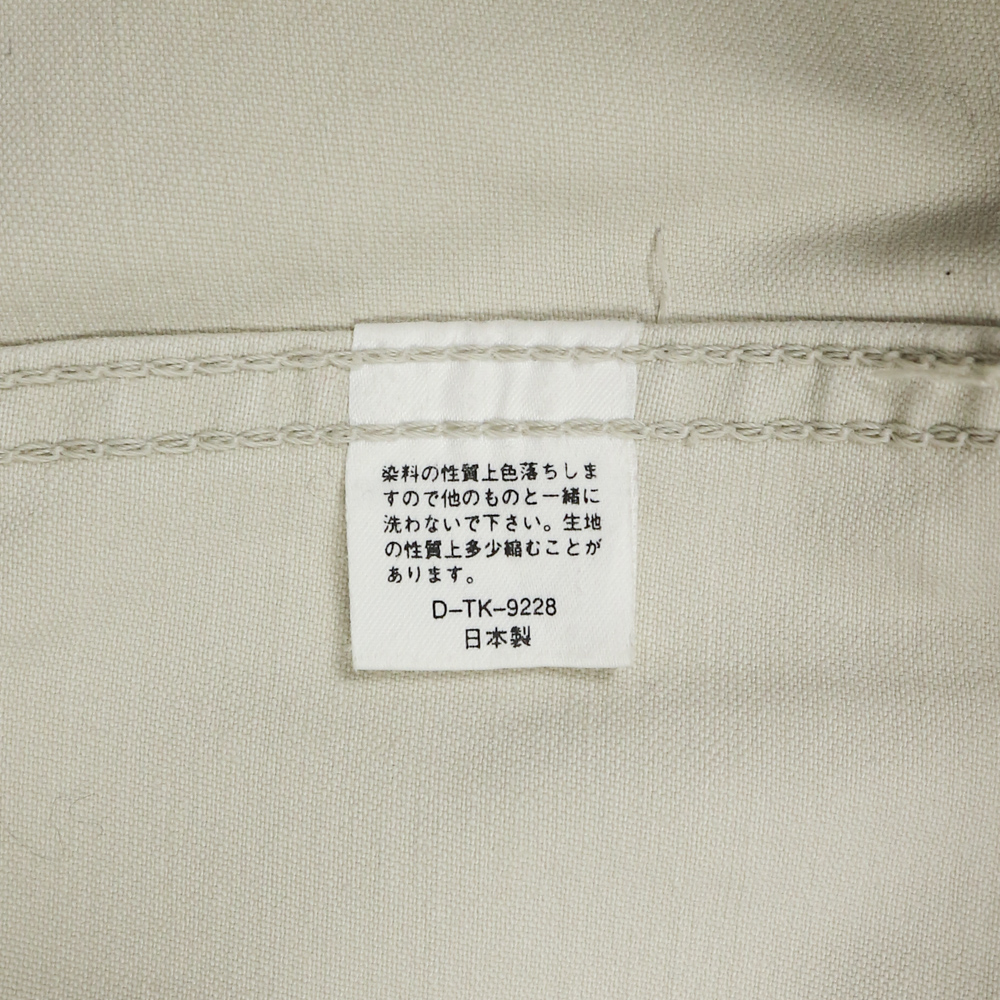 染料の性質上色落ちしま
すので他のものと一緒に
洗わないで下さい。生地
の性質上多少縮むことが
あります。
D-TK-9228
日本製